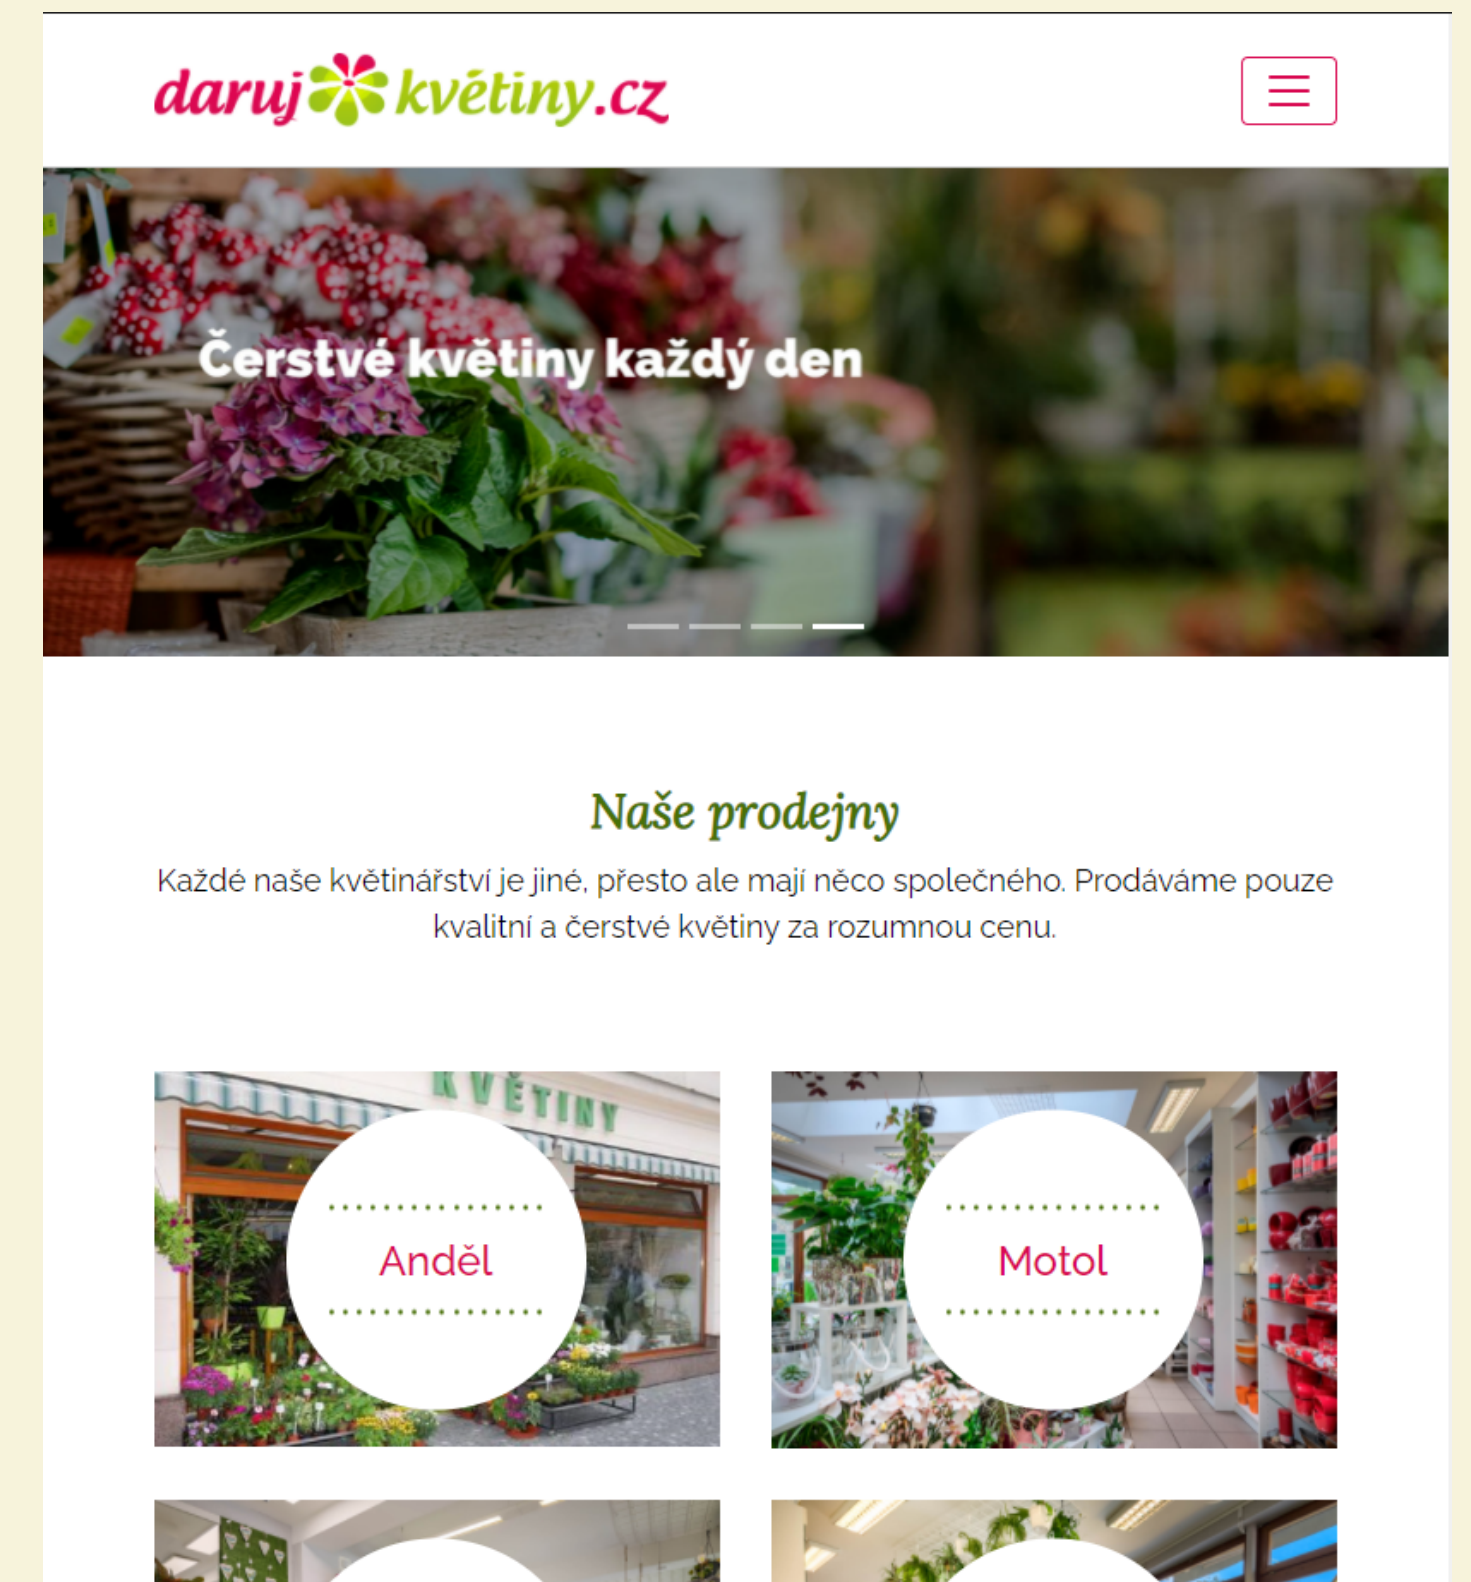 daruj květiny.cz
Čerstvé květiny každý den
Naše prodejny
Každé naše květinářství je jiné, přesto ale mají něco společného. Prodáváme pouze
kvalitní a čerstvé květiny za rozumnou cenu.
KVĚTINY
Anděl
Motol